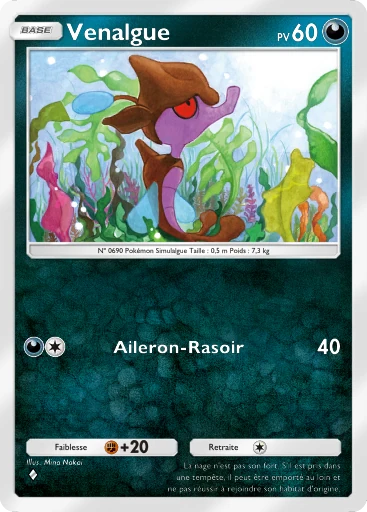 BASE Venalgue PV 60
N° 0690 Pokémon Simulalgue Taille : 0,5 m Poids : 7,3 kg
Aileron-Rasoir 40
Faiblesse +20 Retraite
Illus. Mina Nakai
La nage n'est pas son fort. S'il est pris dans
une tempête, il peut être emporté au loin et
ne pas réussir à rejoindre son habitat d'origine.